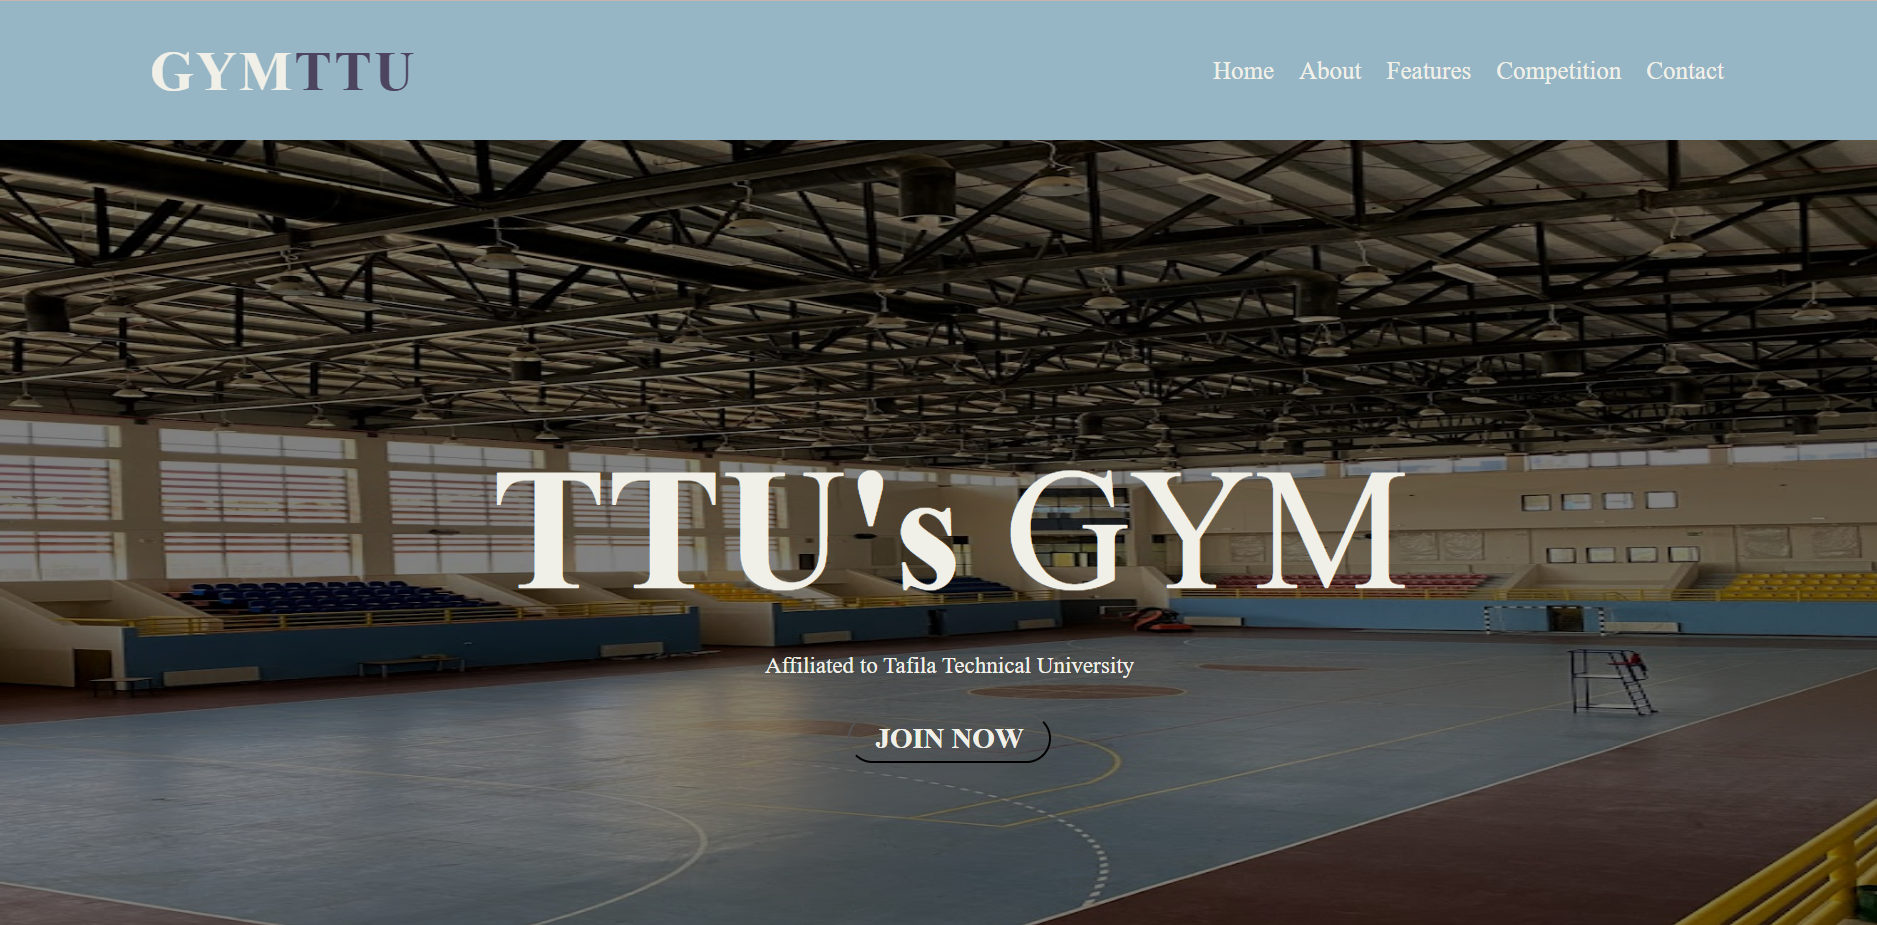 GYMTTU
Home About Features Competition Contact
TTU's GYM
Affiliated to Tafila Technical University
JOIN NOW